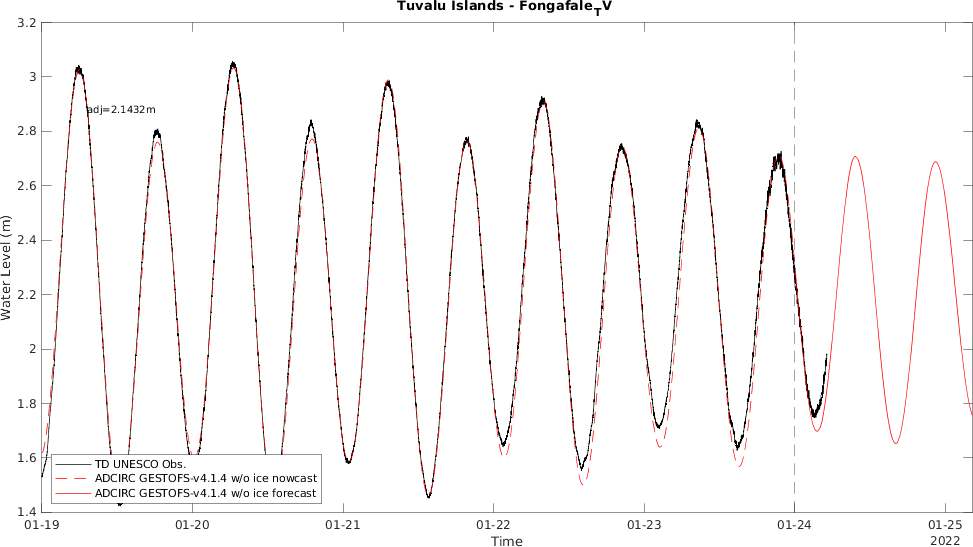 Tuvalu Islands - Fongafale_TV
3.2
3
adj=2.1432m
2.8
2.6
2.4
Water Level (m)
2.2
2
1.8
1.6
TD UNESCO Obs.
ADCIRC GESTOFS-v4.1.4 w/o ice nowcast
ADCIRC GESTOFS-v4.1.4 w/o ice forecast
1.4
01-19 01-20 01-21 01-22 01-23 01-24 01-25
Time 2022